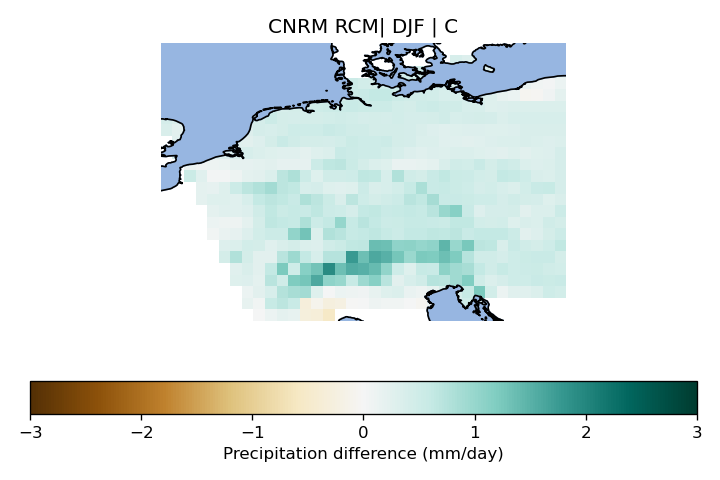 CNRM RCM| DJF | C
−3 −2 −1 0 1 2 3
Precipitation difference (mm/day)